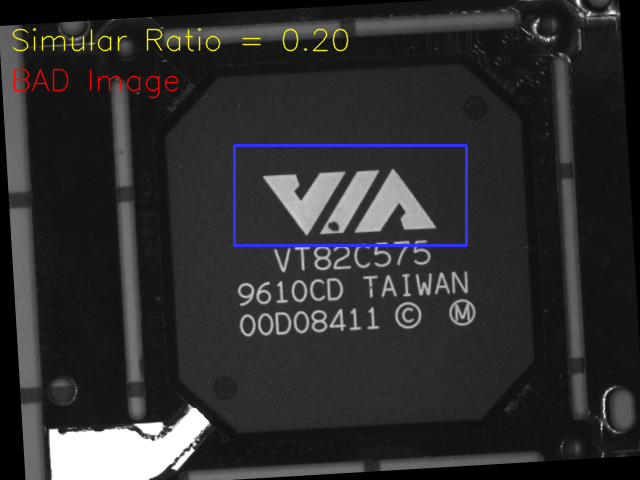 Simular Ratio = 0.20
BAD Image
VIA
VT82C575
9610CD TAIWAN
00D08411 © Ⓜ